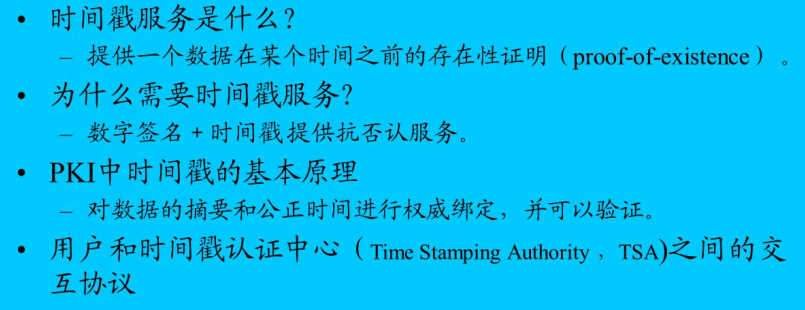 • 时间戳服务是什么？
– 提供一个数据在某个时间之前的存在性证明（proof-of-existence）。
• 为什么需要时间戳服务？
– 数字签名+时间戳提供抗否认服务。
• PKI中时间戳的基本原理
– 对数据的摘要和公正时间进行权威绑定，并可以验证。
• 用户和时间戳认证中心（Time Stamping Authority，TSA)之间的交
互协议